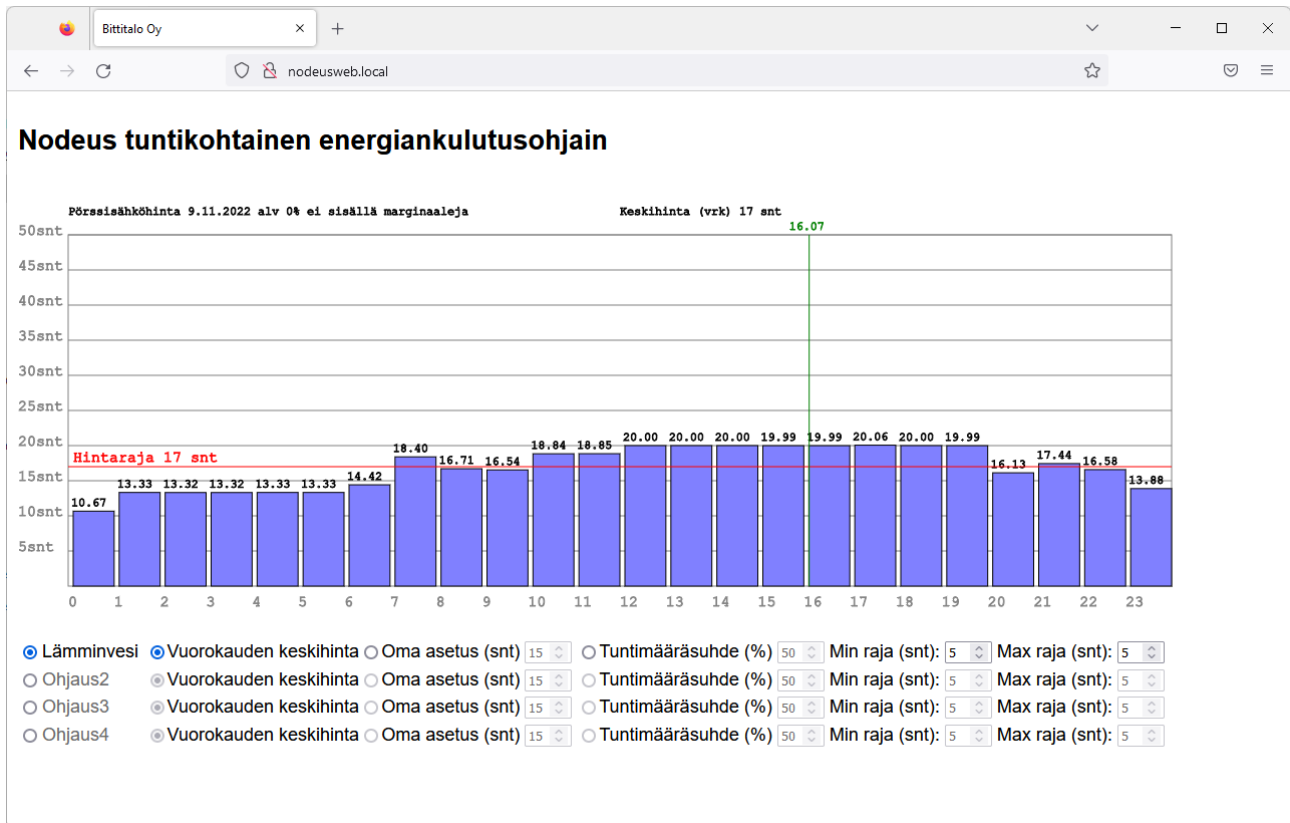 Bittitalo Oy
nodeusweb.local
Nodeus tuntikohtainen energiankulutusohjain
Pörssisähköhinta 9.11.2022 alv 0% ei sisällä marginaaleja Keskihinta (vrk) 17 snt
16.07
50snt
45snt
40snt
35snt
30snt
25snt
20snt
15snt
10snt
5snt
Hintaraja 17 snt
10.67 13.33 13.32 13.32 13.33 13.33 14.42 18.40 16.71 16.54 18.84 18.85 20.00 20.00 20.00 19.99 19.99 20.06 20.00 19.99 16.13 17.44 16.58 13.88
0 1 2 3 4 5 6 7 8 9 10 11 12 13 14 15 16 17 18 19 20 21 22 23
Lämminvesi Vuorokauden keskihinta Oma asetus (snt) 15 Tuntimääräsuhde (%) 50 Min raja (snt): 5 Max raja (snt): 5
Ohjaus2 Vuorokauden keskihinta Oma asetus (snt) 15 Tuntimääräsuhde (%) 50 Min raja (snt): 5 Max raja (snt): 5
Ohjaus3 Vuorokauden keskihinta Oma asetus (snt) 15 Tuntimääräsuhde (%) 50 Min raja (snt): 5 Max raja (snt): 5
Ohjaus4 Vuorokauden keskihinta Oma asetus (snt) 15 Tuntimääräsuhde (%) 50 Min raja (snt): 5 Max raja (snt): 5